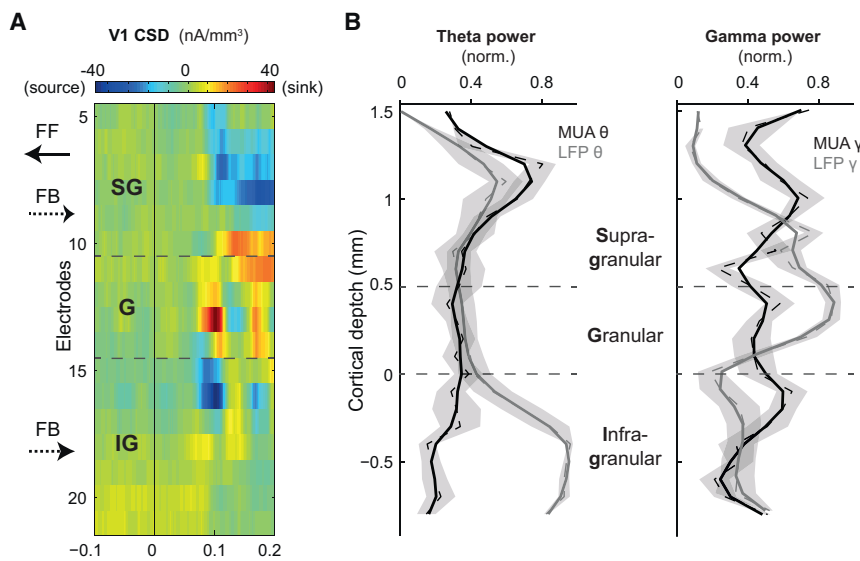 A
V1 CSD (nA/mm³)
-40 0 40
(source) (sink)
FF
FB
FB
5
10
15
20
Electrodes
SG
G
IG
−0.1 0 0.1 0.2
B
Theta power
(norm.)
0 0.4 0.8
MUA θ
LFP θ
1.5
1
0.5
0
−0.5
Cortical deptch (mm)
Supra-
granular
Granular
Infra-
granular
Gamma power
(norm.)
0 0.4 0.8
MUA γ
LFP γ